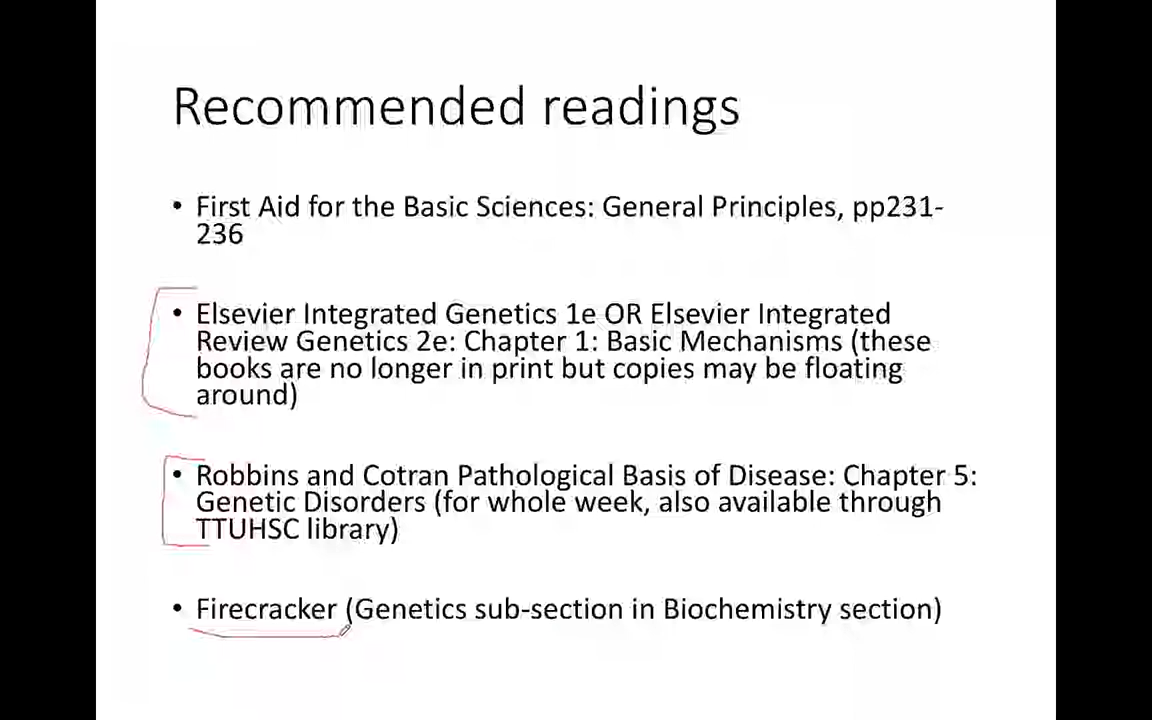 Recommended readings
• First Aid for the Basic Sciences: General Principles, pp231-
236
• Elsevier Integrated Genetics 1e OR Elsevier Integrated
Review Genetics 2e: Chapter 1: Basic Mechanisms (these
books are no longer in print but copies may be floating
around)
• Robbins and Cotran Pathological Basis of Disease: Chapter 5:
Genetic Disorders (for whole week, also available through
TTUHSC library)
• Firecracker (Genetics sub-section in Biochemistry section)